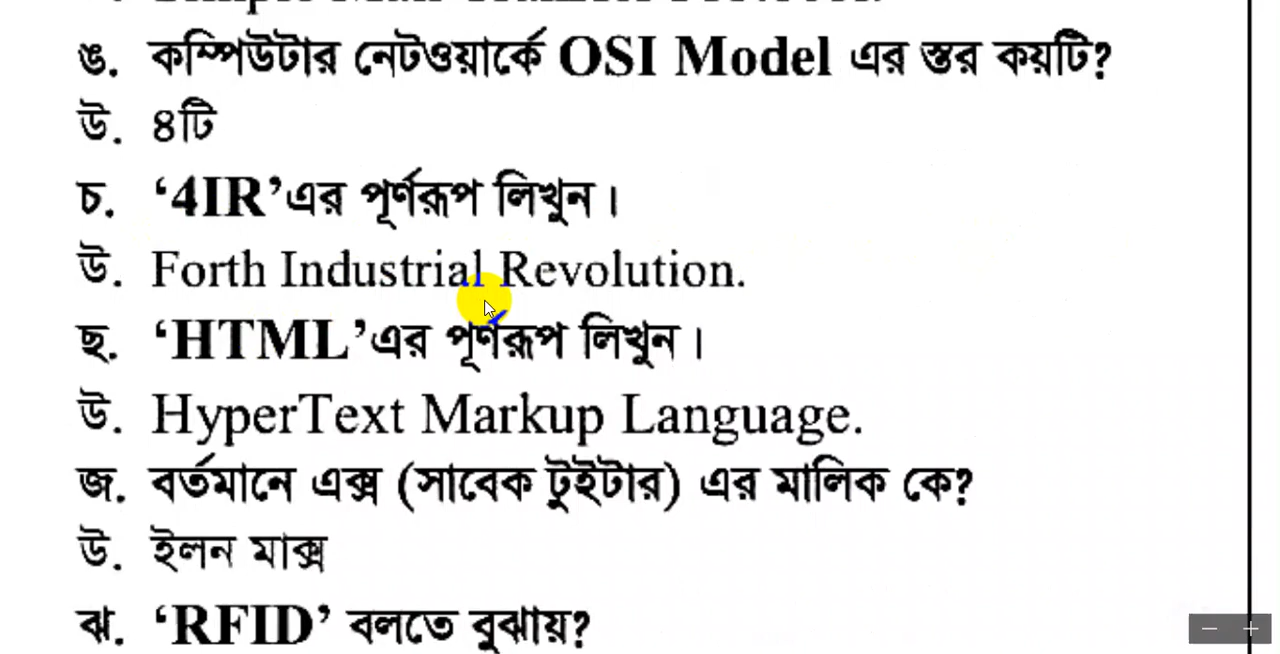 ঙ. কম্পিউটার নেটওয়ার্কে OSI Model এর স্তর কয়টি?
উ. ৪টি
চ. ‘4IR’এর পূর্ণরূপ লিখুন।
উ. Forth Industrial Revolution.
ছ. ‘HTML’এর পূর্ণরূপ লিখুন।
উ. HyperText Markup Language.
জ. বর্তমানে এক্স (সাবেক টুইটার) এর মালিক কে?
উ. ইলন মাক্স
ঝ. ‘RFID’ বলতে বুঝায়?